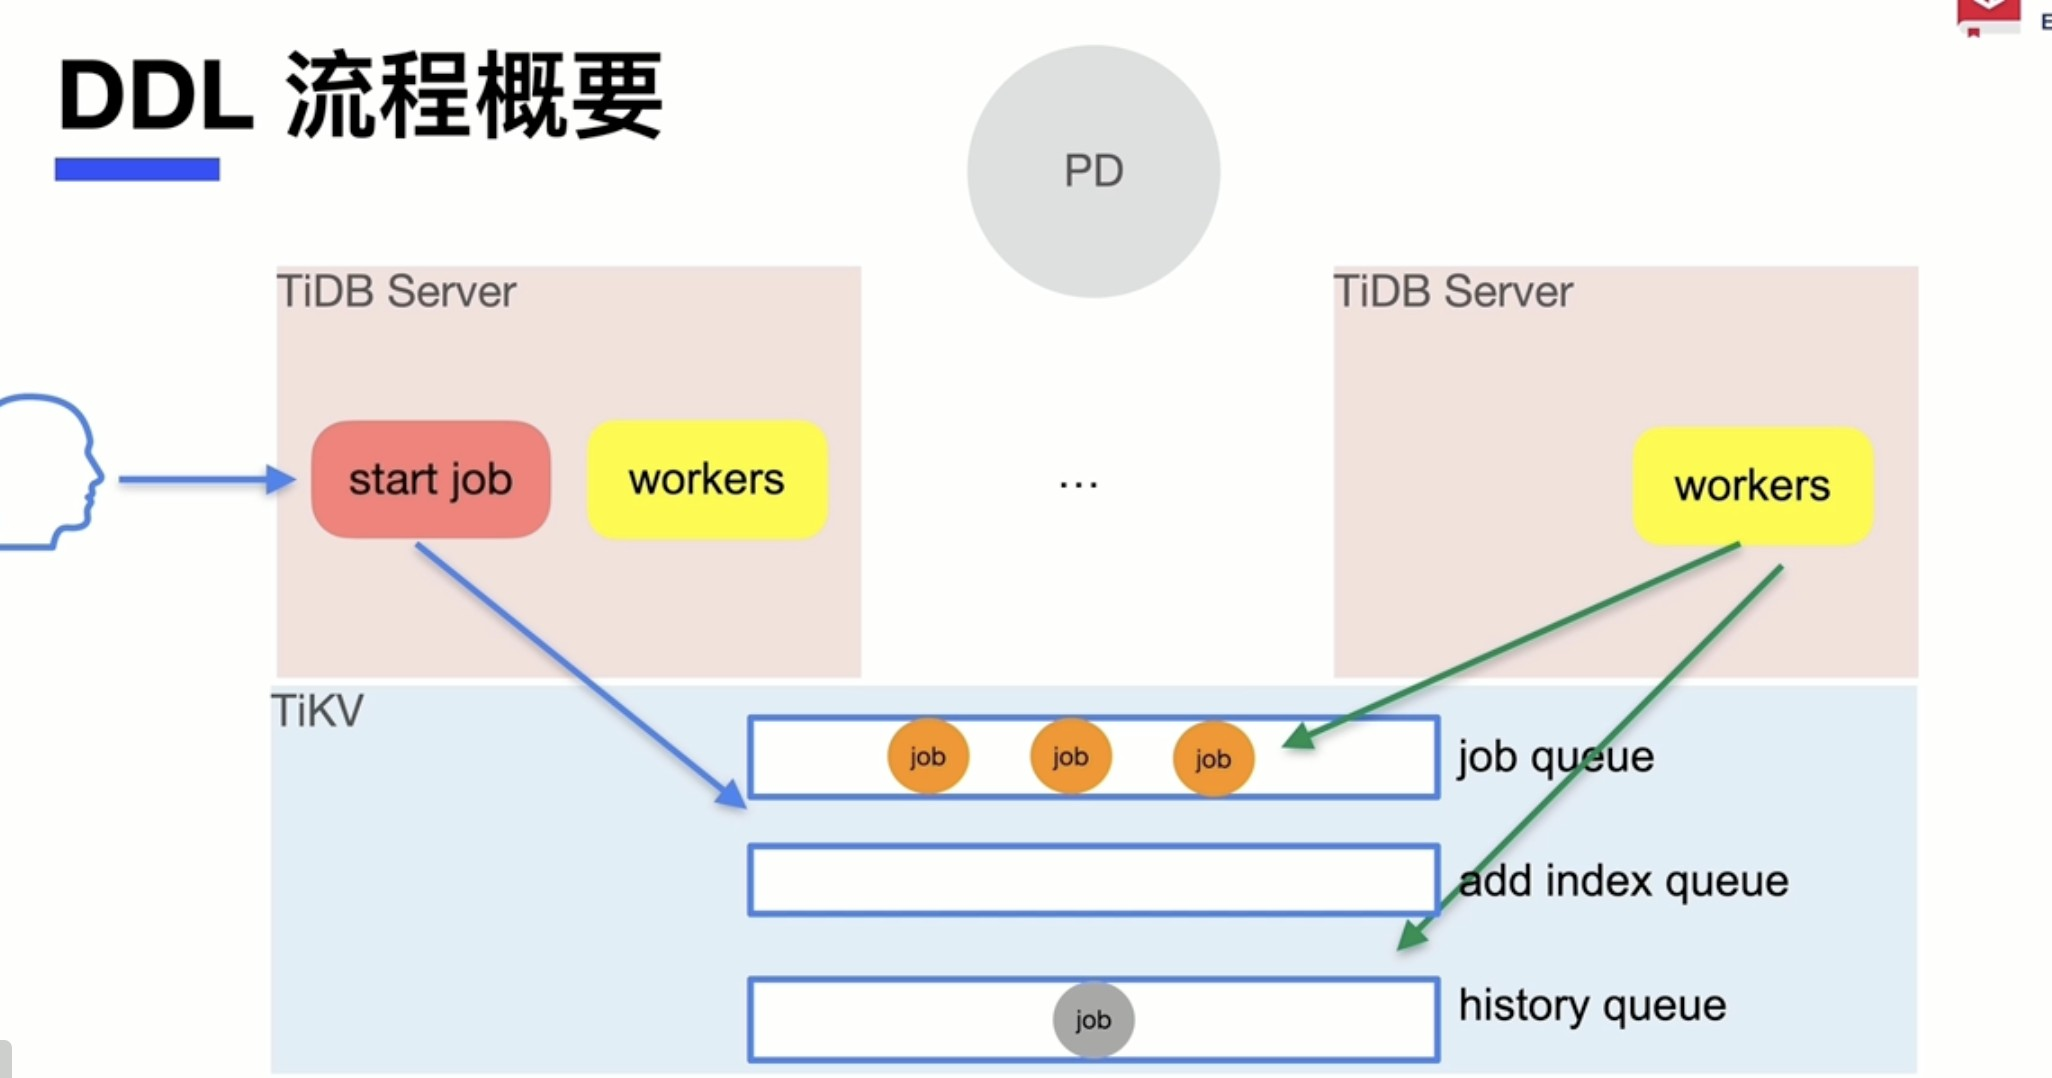 DDL 流程概要
PD
TiDB Server
TiDB Server
start job
workers
...
workers
TiKV
job
job
job
job queue
add index queue
job
history queue